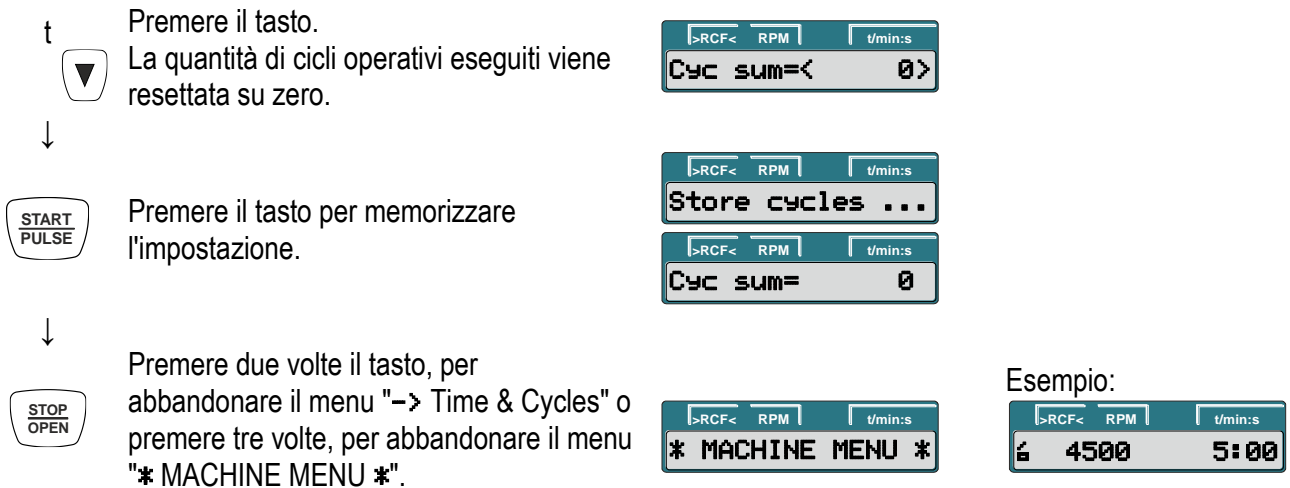 t
Premere il tasto.
La quantità di cicli operativi eseguiti viene
resettata su zero.
>RCF< RPM t/min:s
Cyc sum=< 0>
↓
START
PULSE
Premere il tasto per memorizzare
l'impostazione.
>RCF< RPM t/min:s
Store cycles ...
>RCF< RPM t/min:s
Cyc sum= 0
↓
STOP
OPEN
Premere due volte il tasto, per
abbandonare il menu "-> Time & Cycles" o
premere tre volte, per abbandonare il menu
"* MACHINE MENU *".
>RCF< RPM t/min:s
* MACHINE MENU *
Esempio:
>RCF< RPM t/min:s
4500 5:00